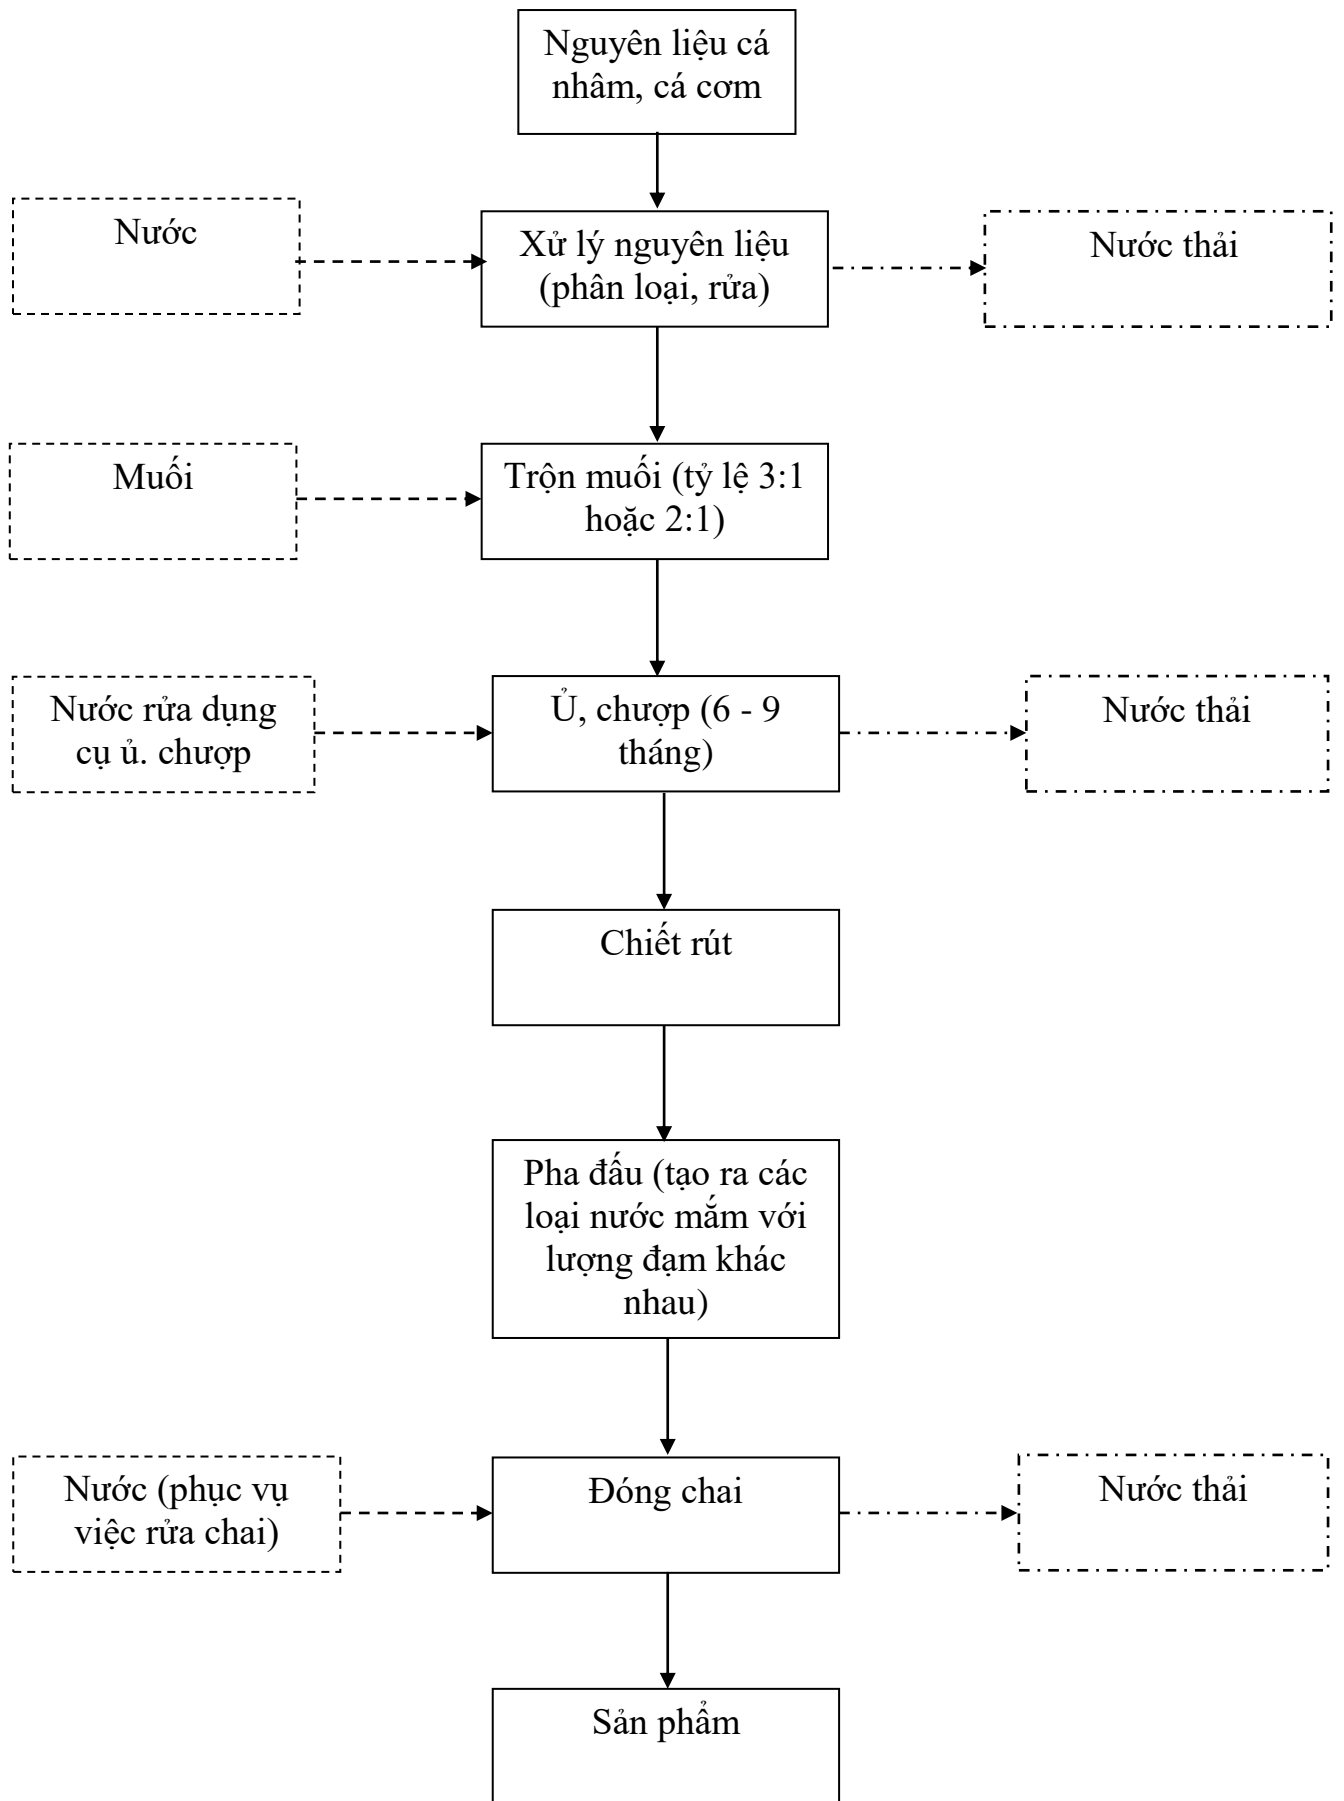 Nguyên liệu cá
nhâm, cá cơm
Nước
Xử lý nguyên liệu
(phân loại, rửa)
Nước thải
Muối
Trộn muối (tỷ lệ 3:1
hoặc 2:1)
Nước rửa dụng
cụ ủ. chượp
Ủ, chượp (6 - 9
tháng)
Nước thải
Chiết rút
Pha đấu (tạo ra các
loại nước mắm với
lượng đạm khác
nhau)
Nước (phục vụ
việc rửa chai)
Đóng chai
Nước thải
Sản phẩm